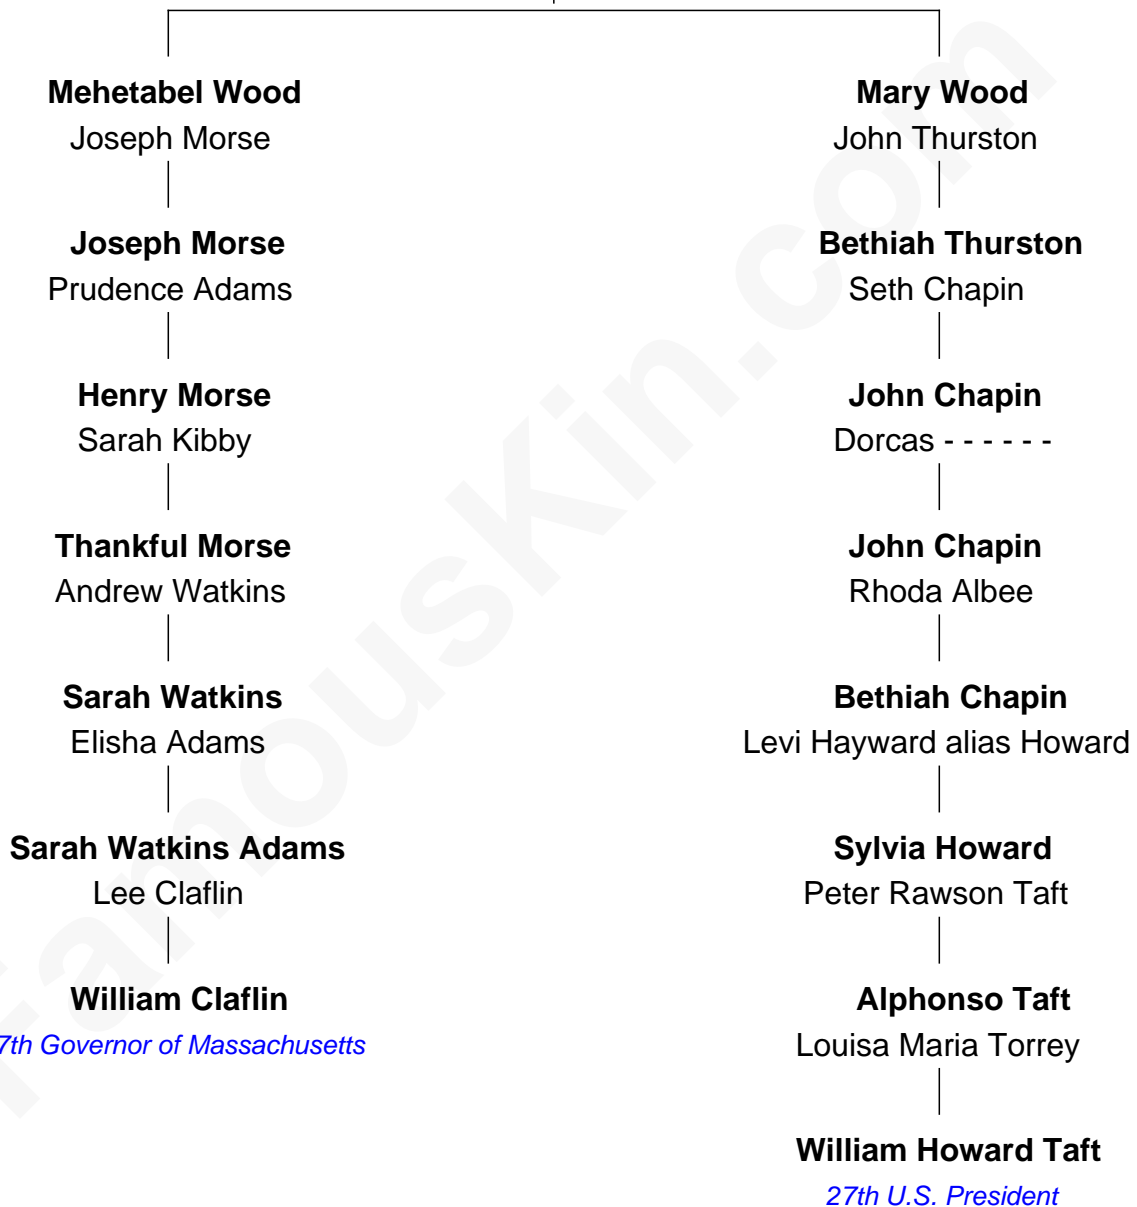 Mehetabel Wood
Joseph Morse
Mary Wood
John Thurston
Joseph Morse
Prudence Adams
Bethiah Thurston
Seth Chapin
Henry Morse
Sarah Kibby
John Chapin
Dorcas - - - - - -
Thankful Morse
Andrew Watkins
John Chapin
Rhoda Albee
Sarah Watkins
Elisha Adams
Bethiah Chapin
Levi Hayward alias Howard
Sarah Watkins Adams
Lee Claflin
Sylvia Howard
Peter Rawson Taft
William Claflin
7th Governor of Massachusetts
Alphonso Taft
Louisa Maria Torrey
William Howard Taft
27th U.S. President
FamousKin.com